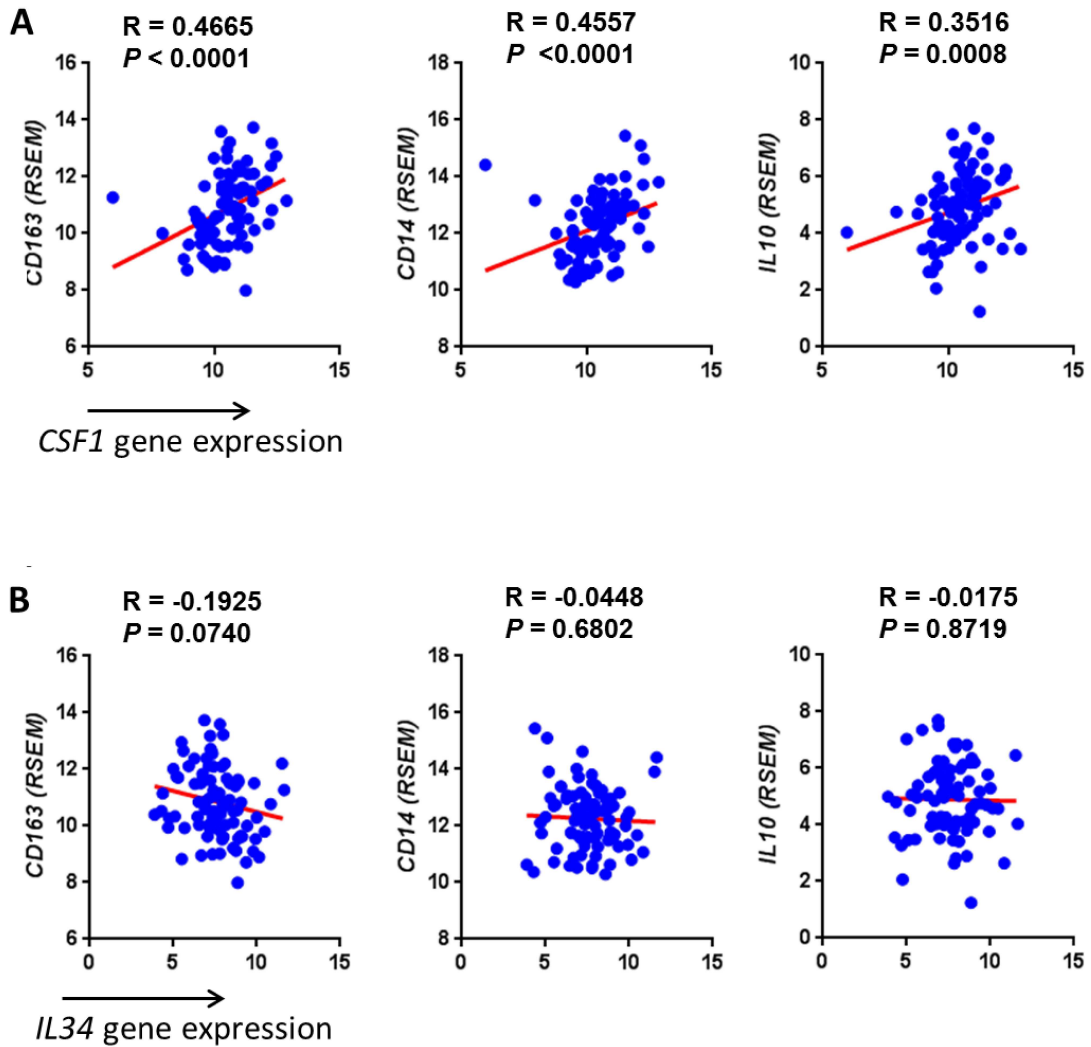 A
R = 0.4665
P < 0.0001
R = 0.4557
P <0.0001
R = 0.3516
P = 0.0008
CD163 (RSEM)
16
14
12
10
8
6
5
10
15
CD14 (RSEM)
18
16
14
12
10
8
5
10
15
IL10 (RSEM)
10
8
6
4
2
0
5
10
15
CSF1 gene expression
B
R = -0.1925
P = 0.0740
R = -0.0448
P = 0.6802
R = -0.0175
P = 0.8719
CD163 (RSEM)
16
14
12
10
8
6
0
5
10
15
CD14 (RSEM)
18
16
14
12
10
8
0
5
10
15
IL10 (RSEM)
10
8
6
4
2
0
0
5
10
15
IL34 gene expression